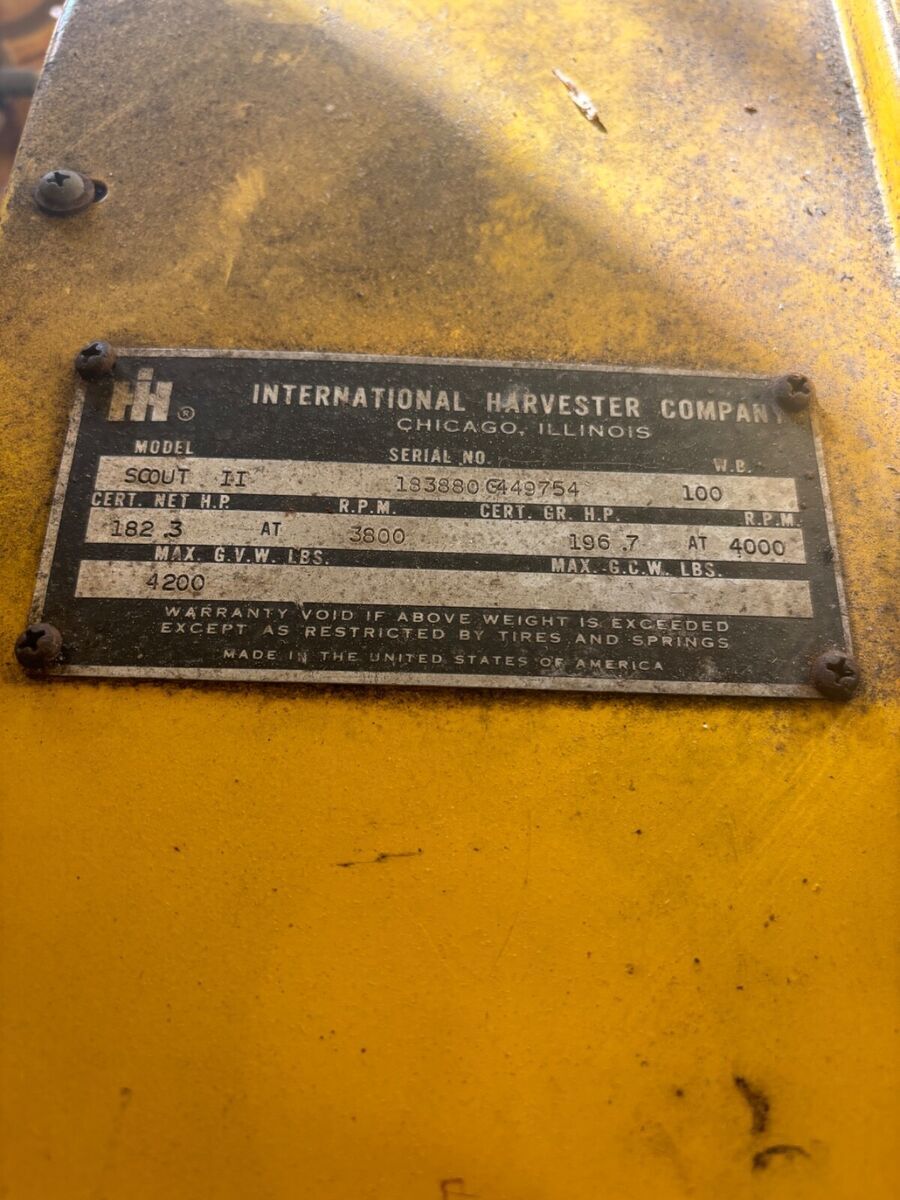 IH ® INTERNATIONAL HARVESTER COMPANY
CHICAGO, ILLINOIS
MODEL SERIAL NO. W.B.
SCOUT II 183880G449754 100
CERT. NET H.P. R.P.M. CERT. GR. H.P. R.P.M.
182.3 AT 3800 196.7 AT 4000
MAX. G.V.W. LBS. MAX. G.C.W. LBS.
4200
WARRANTY VOID IF ABOVE WEIGHT IS EXCEEDED
EXCEPT AS RESTRICTED BY TIRES AND SPRINGS
MADE IN THE UNITED STATES OF AMERICA